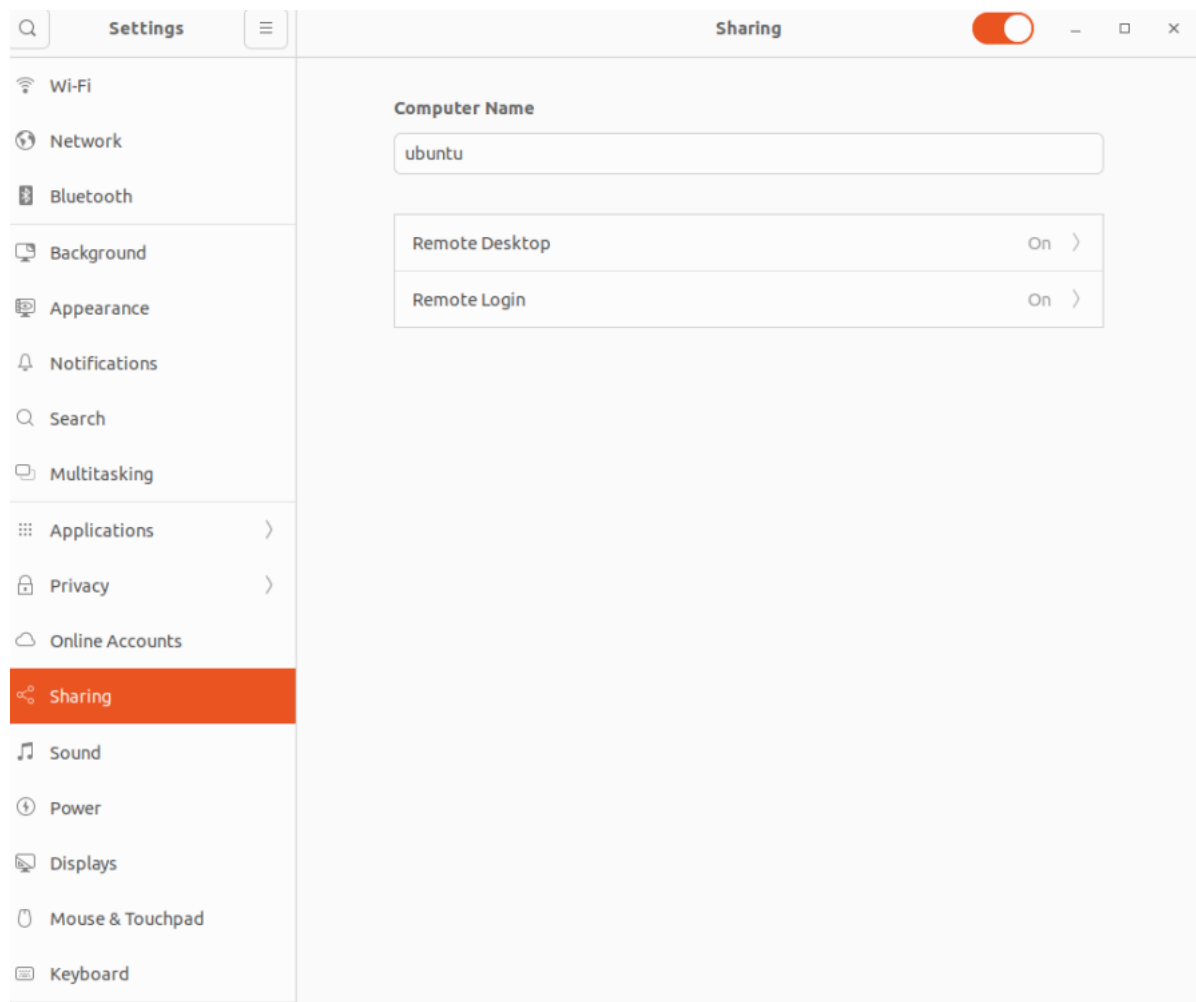 Settings
Sharing
Wi-Fi
Network
Bluetooth
Background
Appearance
Notifications
Search
Multitasking
Applications
Privacy
Online Accounts
Sharing
Sound
Power
Displays
Mouse & Touchpad
Keyboard
Computer Name
ubuntu
Remote Desktop On
Remote Login On